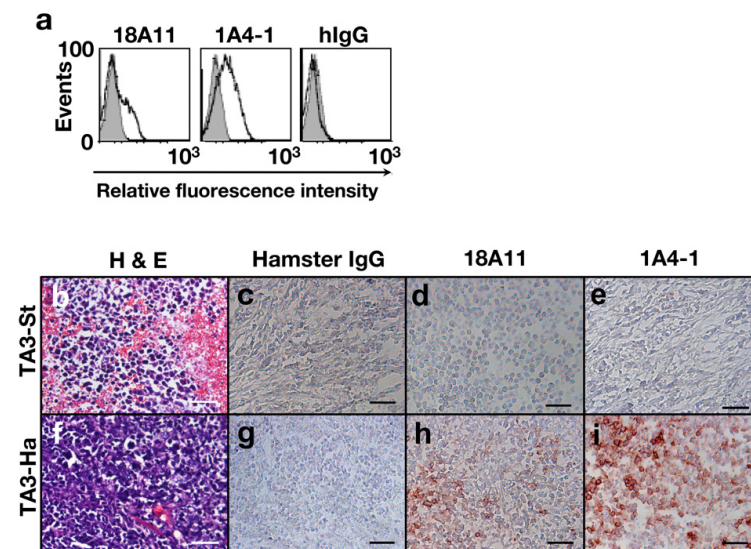 a
18A11 1A4-1 hIgG
100
Events
0
10³ 10³ 10³
Relative fluorescence intensity
H & E Hamster IgG 18A11 1A4-1
TA3-St
b c d e
TA3-Ha
f g h i